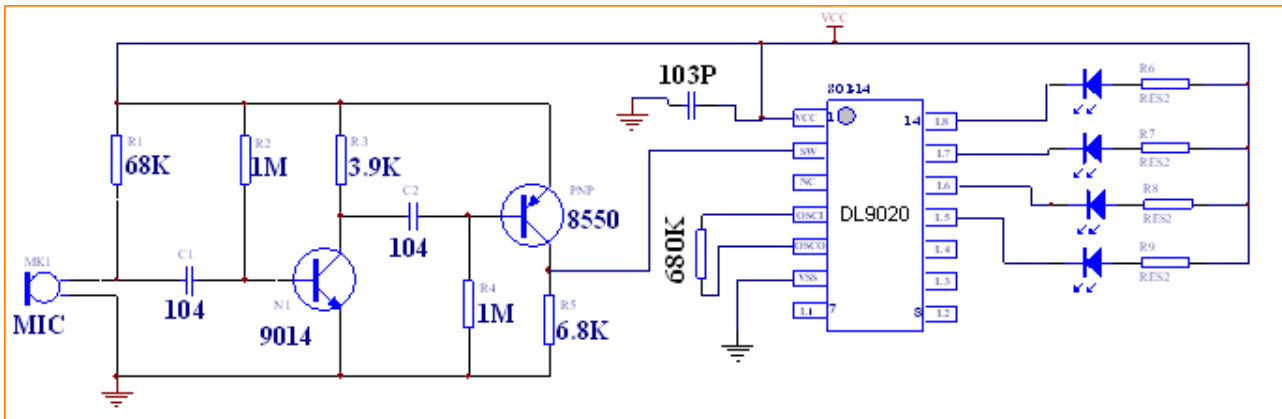 VCC
103P
80314
R1
68K
R2
1M
R3
3.9K
C2
104
PNP
8550
MK1
MIC
C1
104
N1
9014
R4
1M
R5
6.8K
680K
DL9020
1
14
7
8
VCC
SW
NC
OSCI
OSCO
VSS
L1
L8
L7
L6
L5
L4
L3
L2
R6
RES2
R7
RES2
R8
RES2
R9
RES2